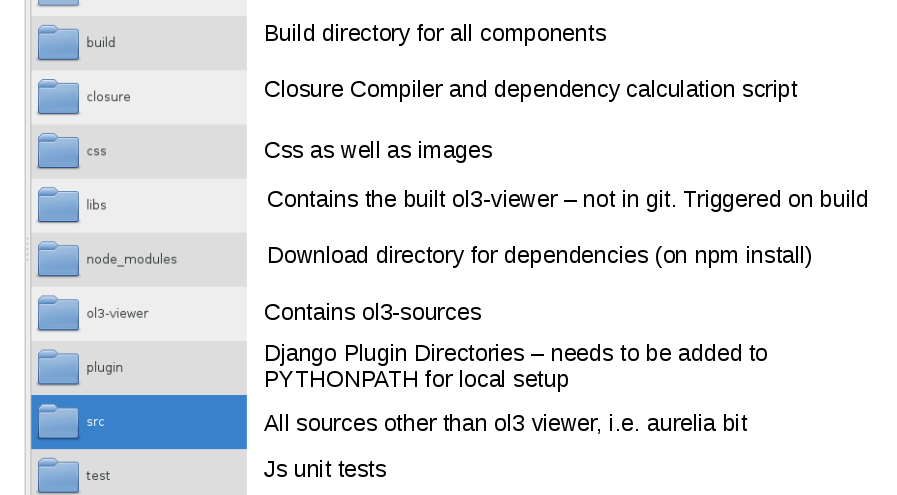 build
Build directory for all components
closure
Closure Compiler and dependency calculation script
css
Css as well as images
libs
Contains the built ol3-viewer – not in git. Triggered on build
node_modules
Download directory for dependencies (on npm install)
ol3-viewer
Contains ol3-sources
plugin
Django Plugin Directories – needs to be added to
PYTHONPATH for local setup
src
All sources other than ol3 viewer, i.e. aurelia bit
test
Js unit tests